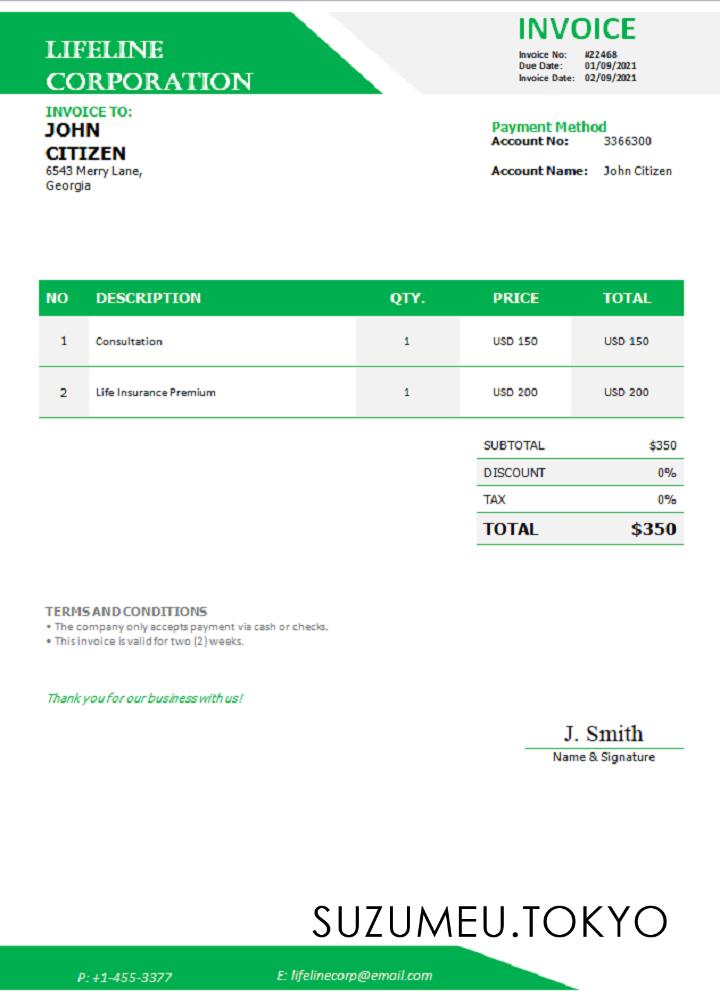 LIFELINE
CORPORATION
INVOICE
Invoice No: #22468
Due Date: 01/09/2021
Invoice Date: 02/09/2021
INVOICE TO:
JOHN
CITIZEN
6543 Merry Lane,
Georgia
Payment Method
Account No: 3366300
Account Name: John Citizen
NO DESCRIPTION QTY. PRICE TOTAL
1 Consultation 1 USD 150 USD 150
2 Life Insurance Premium 1 USD 200 USD 200
SUBTOTAL $350
DISCOUNT 0%
TAX 0%
TOTAL $350
TERMS AND CONDITIONS
• The company only accepts payment via cash or checks.
• This invoice is valid for two (2) weeks.
Thank you for our business with us!
J. Smith
Name & Signature
SUZUMEU.TOKYO
P: +1-455-3377 E: lifelinecorp@email.com